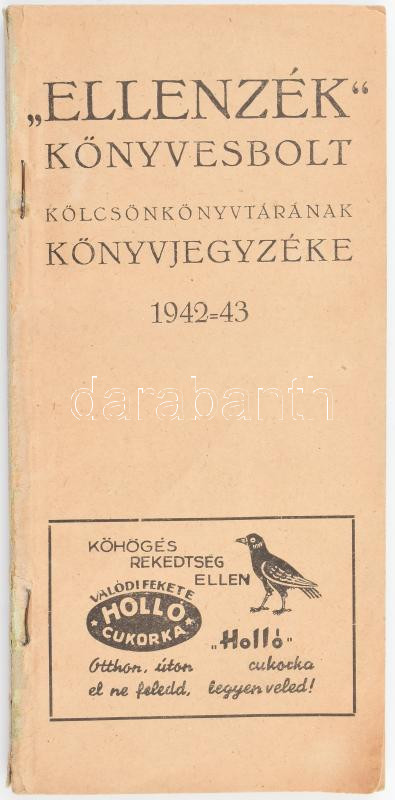 „ELLENZÉK“
KÖNYVESBOLT
KÖLCSÖNKÖNYVTÁRÁNAK
KÖNYVJEGYZÉKE
1942=43
darabanth
KÖHÖGÉS
REKEDTSÉG
ELLEN
VALÓDI FEKETE
HOLLÓ
CUKORKA
„Holló“
Otthon, úton cukorka
el ne feledd, legyen veled!